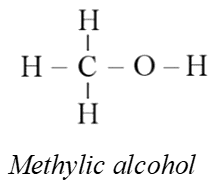 H
H – C – O – H
H
Methylic alcohol